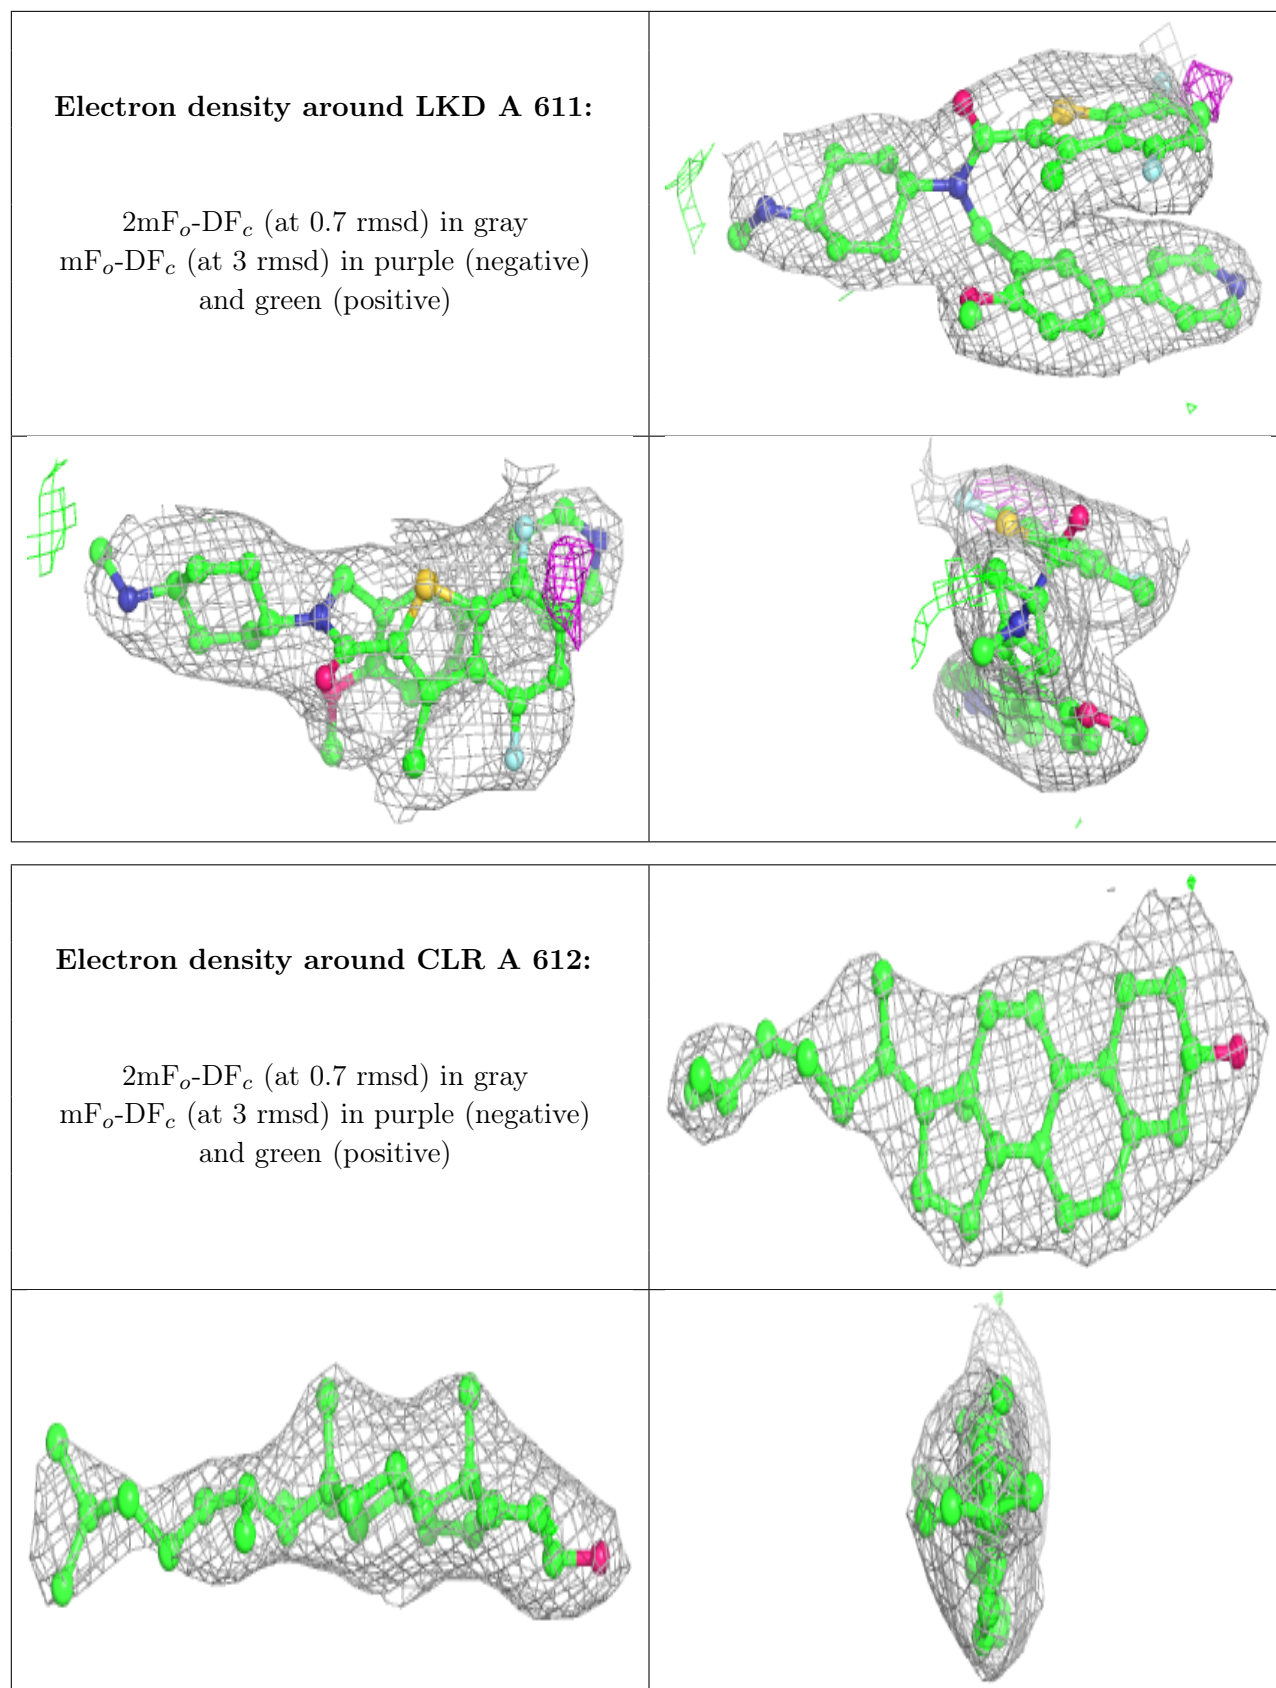 Electron density around LKD A 611:
2mFo-DFc (at 0.7 rmsd) in gray
mFo-DFc (at 3 rmsd) in purple (negative)
and green (positive)
Electron density around CLR A 612:
2mFo-DFc (at 0.7 rmsd) in gray
mFo-DFc (at 3 rmsd) in purple (negative)
and green (positive)